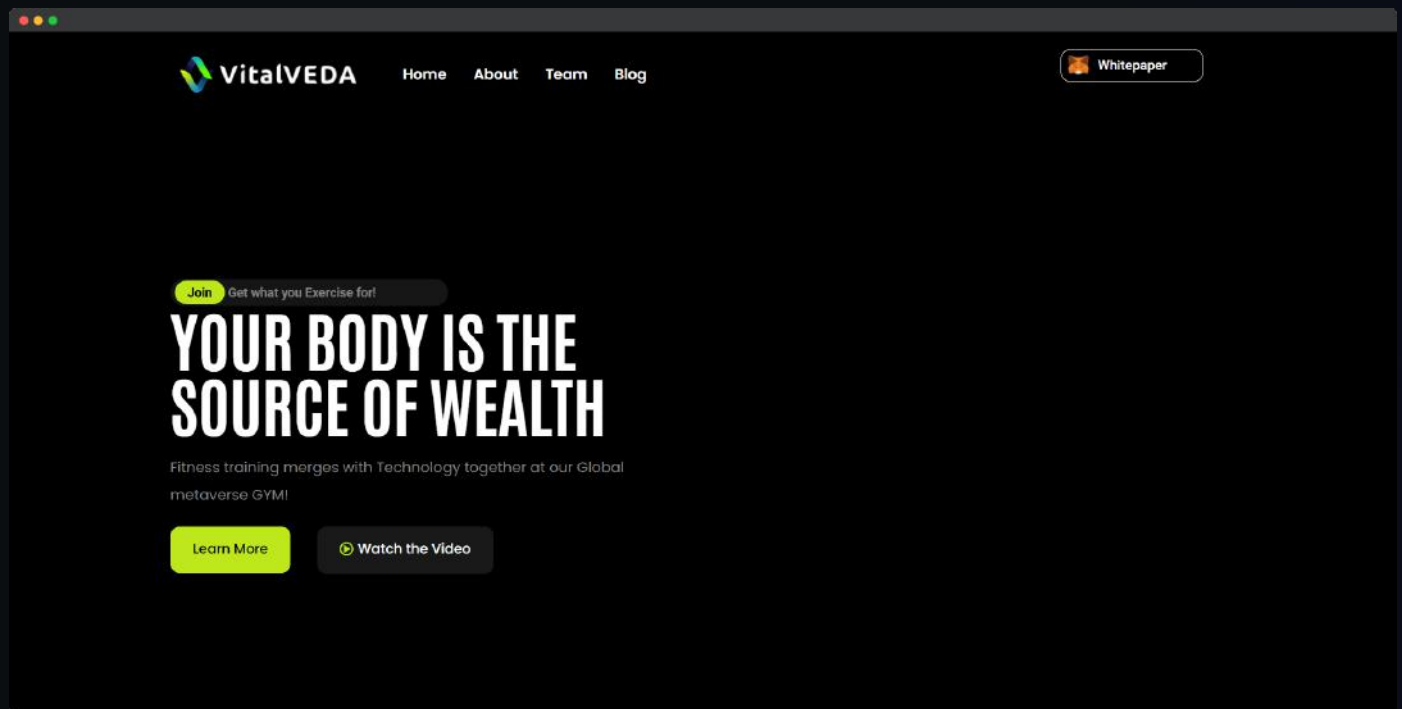 VitalVEDA
Home About Team Blog
Whitepaper
Join Get what you Exercise for!
YOUR BODY IS THE
SOURCE OF WEALTH
Fitness training merges with Technology together at our Global
metaverse GYM!
Learn More
Watch the Video